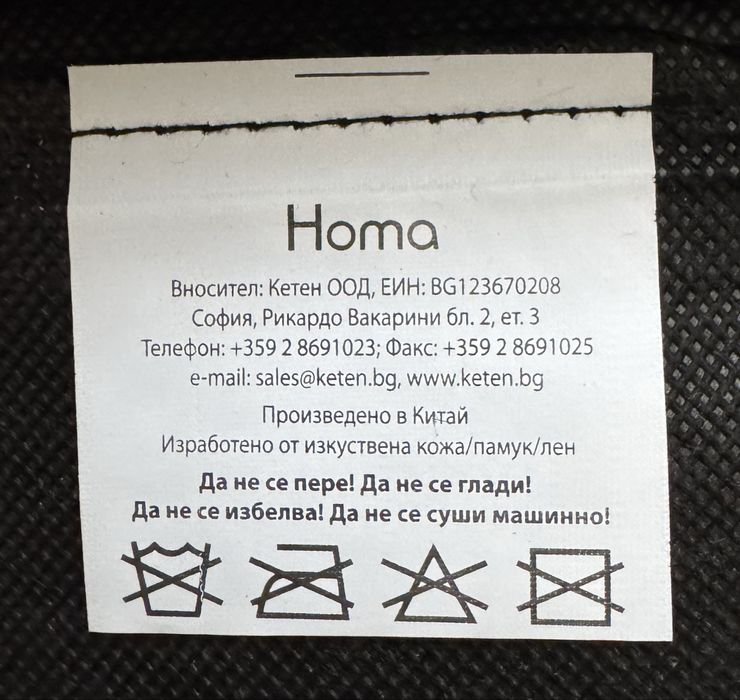 Homa
Вносител: Кетен ООД, ЕИН: BG123670208
София, Рикардо Вакарини бл. 2, ет. 3
Телефон: +359 2 8691023; Факс: +359 2 8691025
e-mail: sales@keten.bg, www.keten.bg
Произведено в Китай
Изработено от изкуствена кожа/памук/лен
Да не се пере! Да не се глади!
Да не се избелва! Да не се суши машинно!